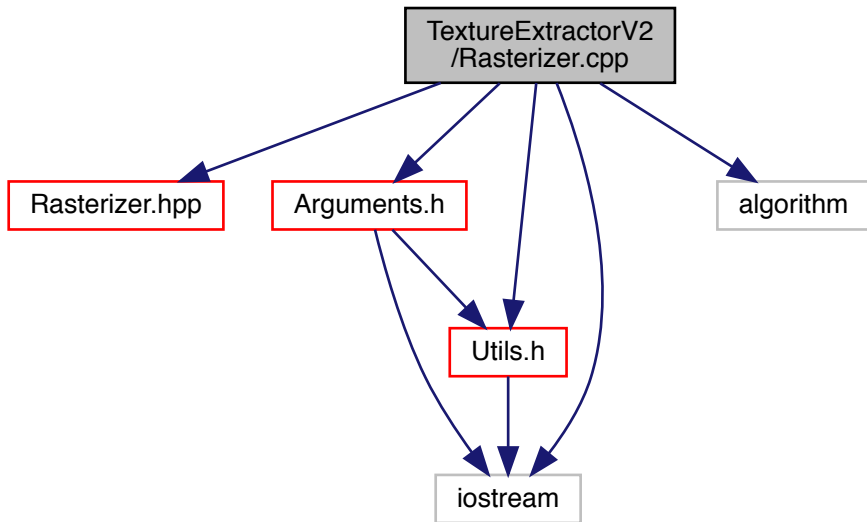 TextureExtractorV2
/Rasterizer.cpp
Rasterizer.hpp
Arguments.h
algorithm
Utils.h
iostream